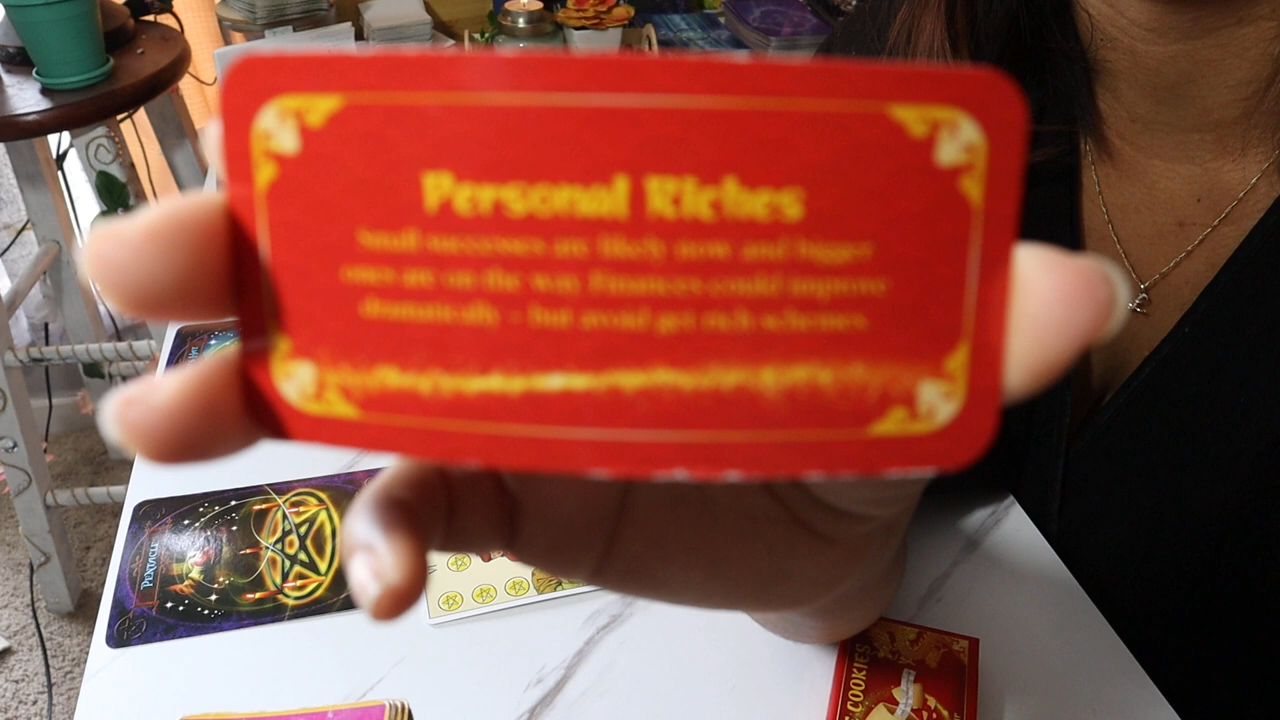 Personal Riches
Small successes are likely now and bigger
ones are on the way. Finances could improve
dramatically – but avoid get rich schemes.
PENTACLE
COOKIES